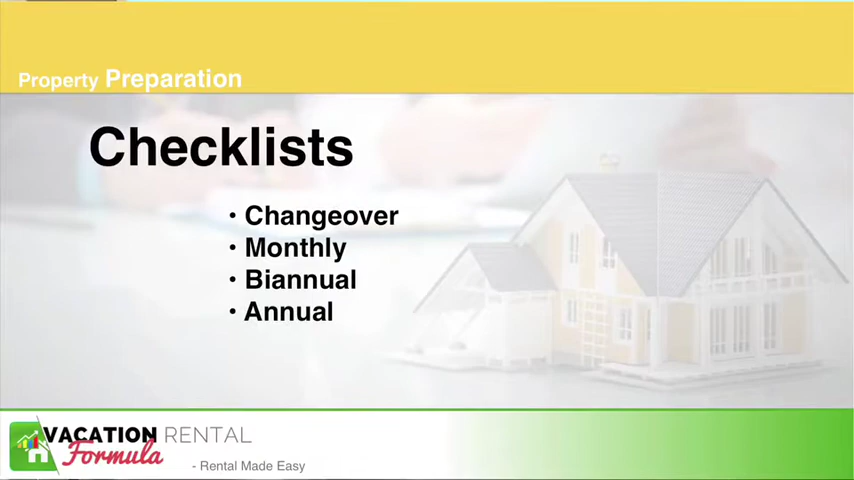 Property Preparation
Checklists
• Changeover
• Monthly
• Biannual
• Annual
VACATION RENTAL
Formula
- Rental Made Easy